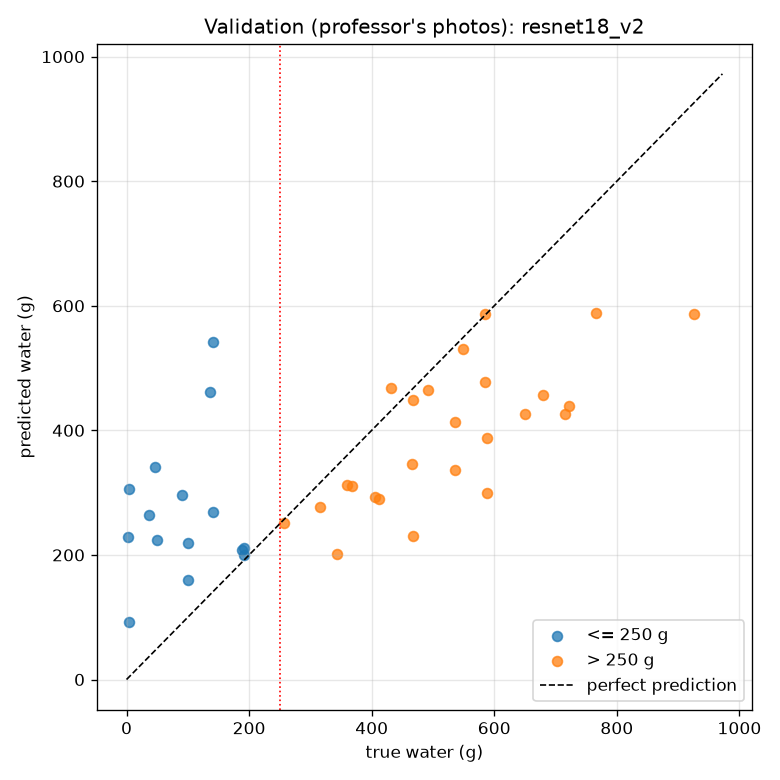 Validation (professor's photos): resnet18_v2
1000
800
600
400
200
0
predicted water (g)
<= 250 g
> 250 g
perfect prediction
0 200 400 600 800 1000
true water (g)